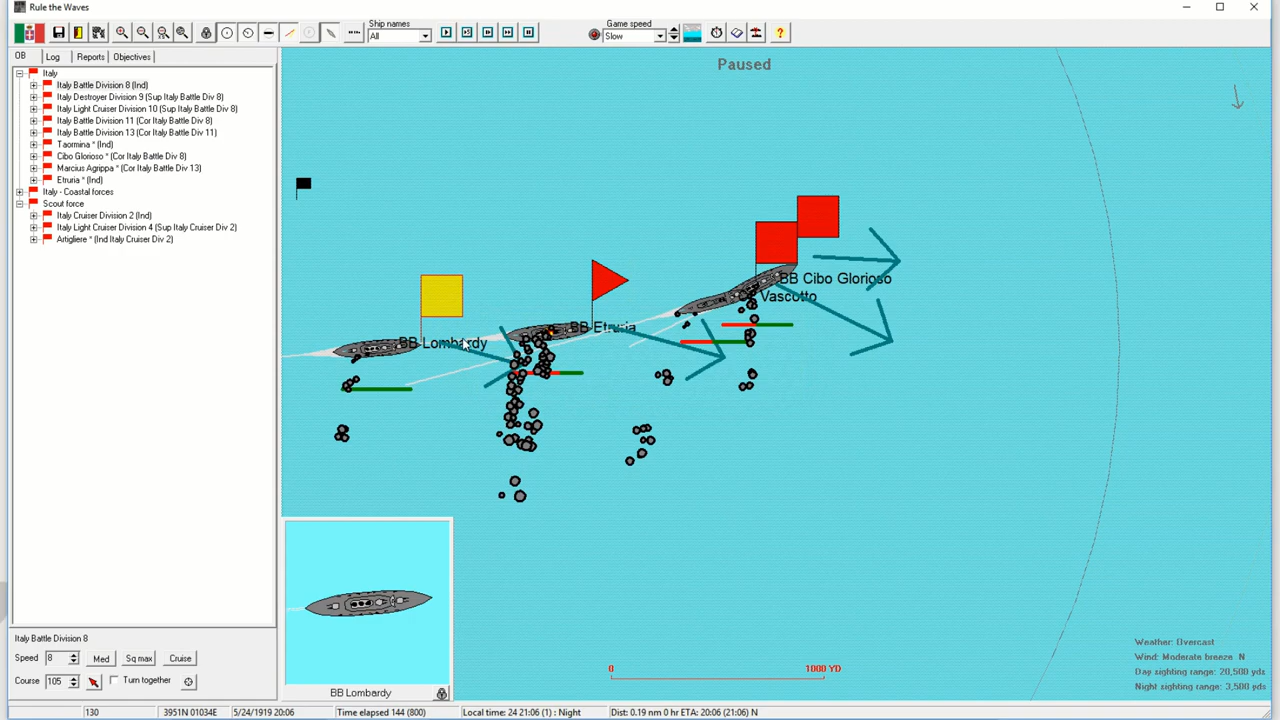 Rule the Waves
Ship names
All
Game speed
Slow
OB
Log
Reports
Objectives
Italy
Italy Battle Division 8 (Ind)
Italy Destroyer Division 9 (Sup Italy Battle Div 8)
Italy Light Cruiser Division 10 (Sup Italy Battle Div 8)
Italy Battle Division 11 (Cor Italy Battle Div 8)
Italy Battle Division 13 (Cor Italy Battle Div 11)
Taormina * (Ind)
Cibo Glorioso * (Cor Italy Battle Div 8)
Marcius Agrippa * (Cor Italy Battle Div 13)
Etruria * (Ind)
Italy - Coastal forces
Scout force
Italy Cruiser Division 2 (Ind)
Italy Light Cruiser Division 4 (Sup Italy Cruiser Div 2)
Artigliere * (Ind Italy Cruiser Div 2)
Paused
BB Cibo Glorioso
Vascotto
BB Etruria
BB Lombardy
BB Lombardy
0 1000 YD
Weather: Overcast
Wind: Moderate breeze N
Day sighting range: 20,500 yds
Night sighting range: 3,500 yds
Italy Battle Division 8
Speed 8 Med Sq max Cruise
Course 105 Turn together
130 3951N 01034E 5/24/1919 20:06 Time elapsed 144 (800) Local time: 24 21:06 (1) : Night Dist: 0.19 nm 0 hr ETA: 20:06 (21:06) N